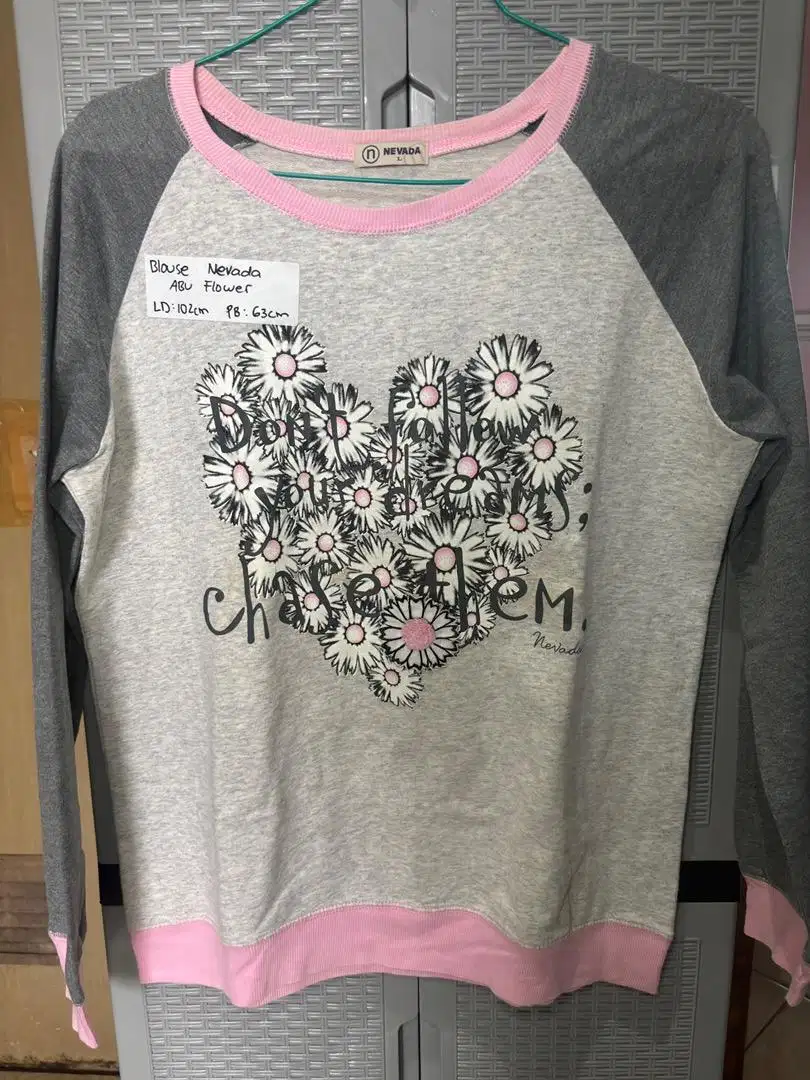 n NEVADA
L
Blouse Nevada
ABU Flower
LD:102cm PB:63cm
Don't follow
your dreams;
chase them.
Nevada